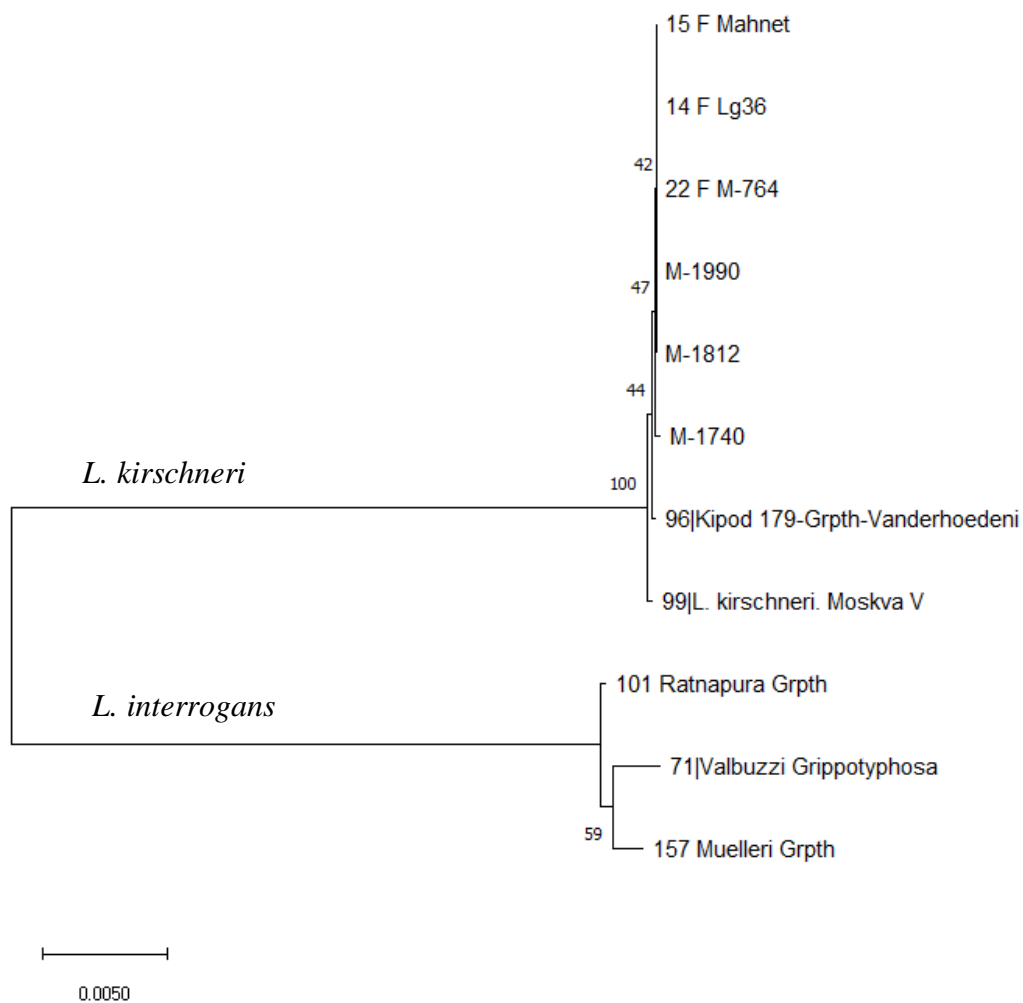 15 F Mahnet
14 F Lg36
42
22 F M-764
M-1990
47
M-1812
44
M-1740
L. kirschneri
100
96|Kipod 179-Grpth-Vanderhoedeni
99|L. kirschneri. Moskva V
101 Ratnapura Grpth
L. interrogans
71|Valbuzzi Grippotyphosa
59
157 Muelleri Grpth
0.0050